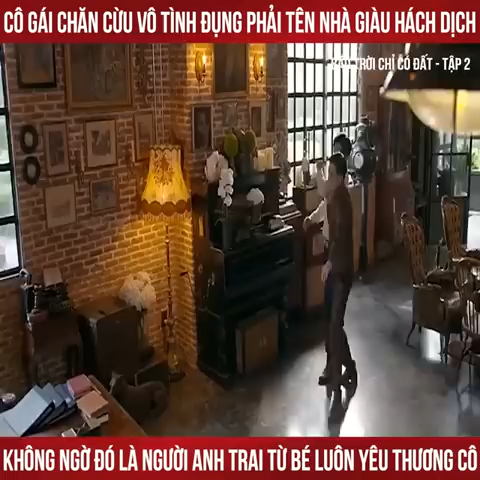 CÔ GÁI CHĂN CỪU VÔ TÌNH ĐỤNG PHẢI TÊN NHÀ GIÀU HÁCH DỊCH
TRỜI CHỈ CÓ ĐẤT - TẬP 2
KHÔNG NGỜ ĐÓ LÀ NGƯỜI ANH TRAI TỪ BÉ LUÔN YÊU THƯƠNG CÔ